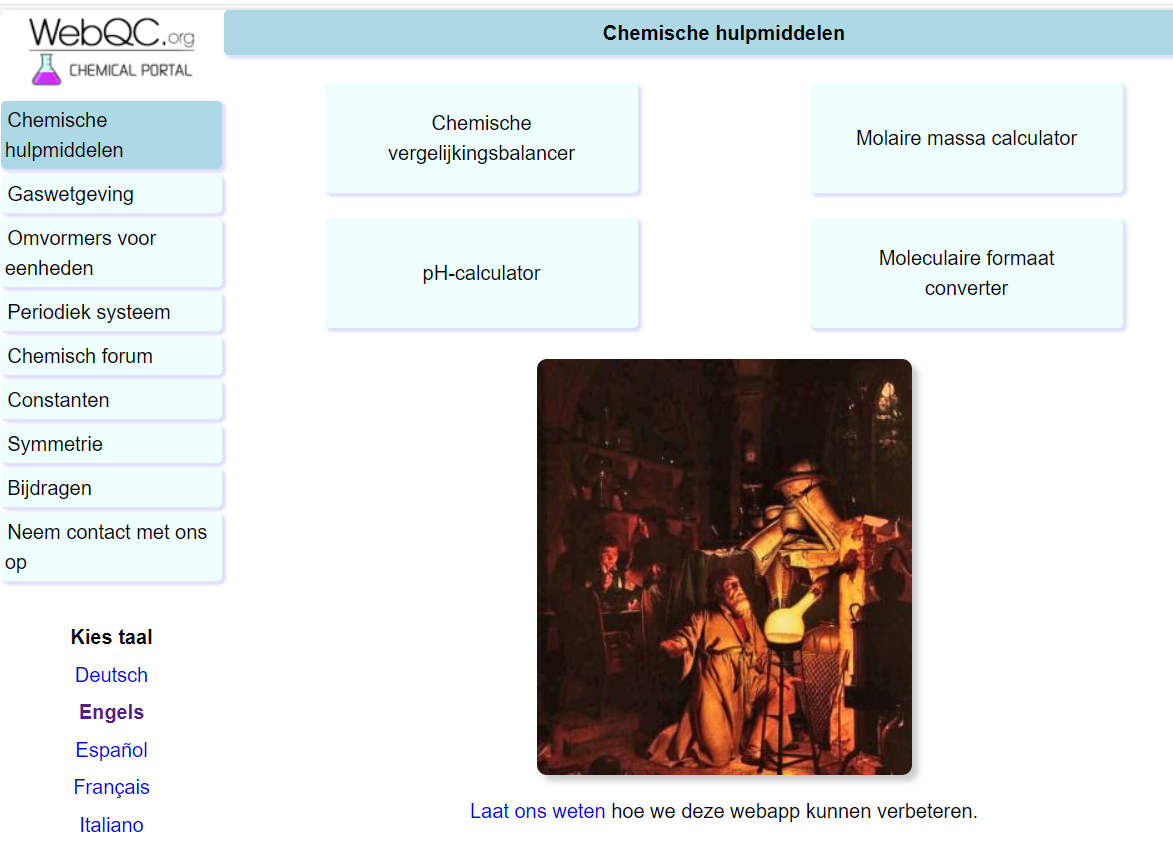 WebQC.org
CHEMICAL PORTAL
Chemische
hulpmiddelen
Gaswetgeving
Omvormers voor
eenheden
Periodiek systeem
Chemisch forum
Constanten
Symmetrie
Bijdragen
Neem contact met ons
op
Kies taal
Deutsch
Engels
Español
Français
Italiano
Chemische hulpmiddelen
Chemische
vergelijkingsbalancer
Molaire massa calculator
pH-calculator
Moleculaire formaat
converter
Laat ons weten hoe we deze webapp kunnen verbeteren.